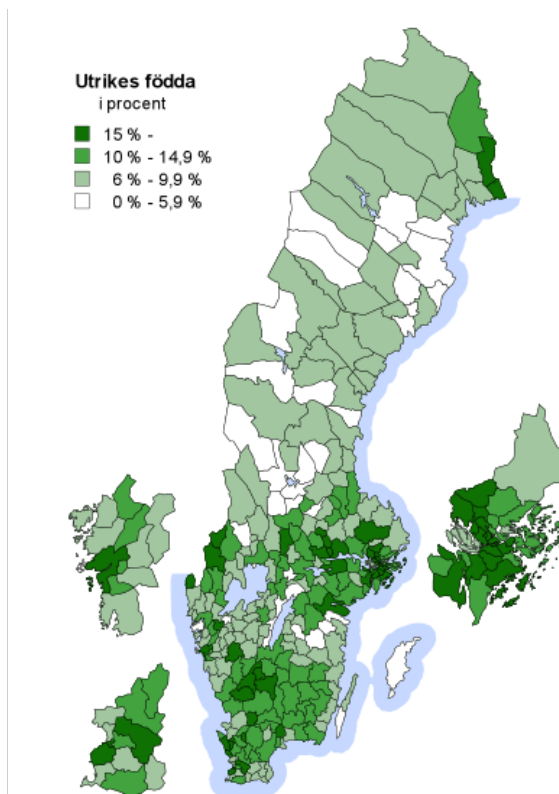 Utrikes födda
i procent
15 % -
10 % - 14,9 %
6 % - 9,9 %
0 % - 5,9 %